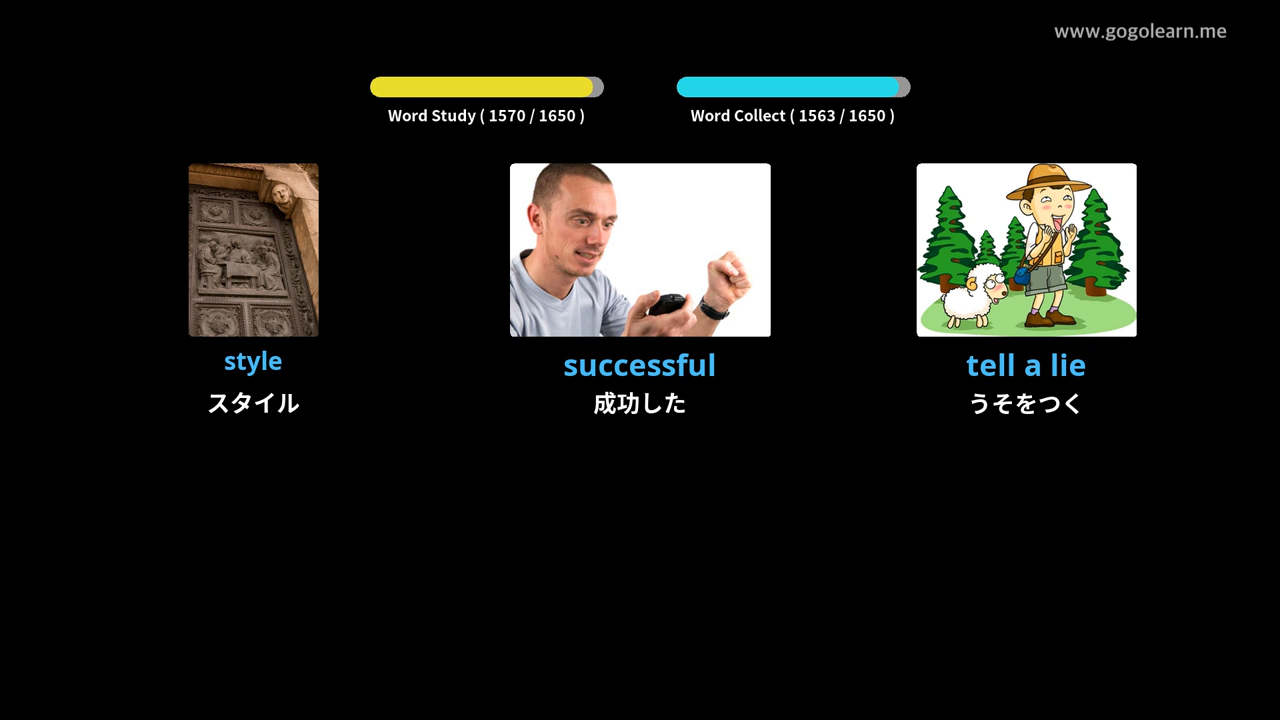 www.gogolearn.me
Word Study ( 1570 / 1650 )
Word Collect ( 1563 / 1650 )
style
スタイル
successful
成功した
tell a lie
うそをつく